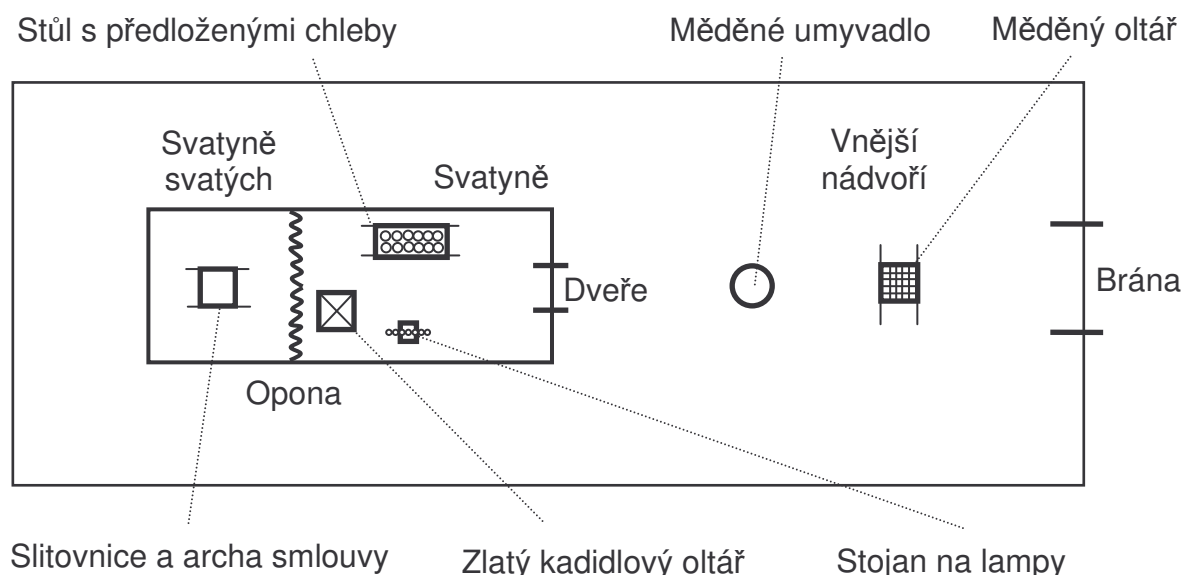 Stůl s předloženými chleby
Měděné umyvadlo
Měděný oltář
Svatyně
svatých
Svatyně
Vnější
nádvoří
Dveře
Brána
Opona
Slitovnice a archa smlouvy
Zlatý kadidlový oltář
Stojan na lampy